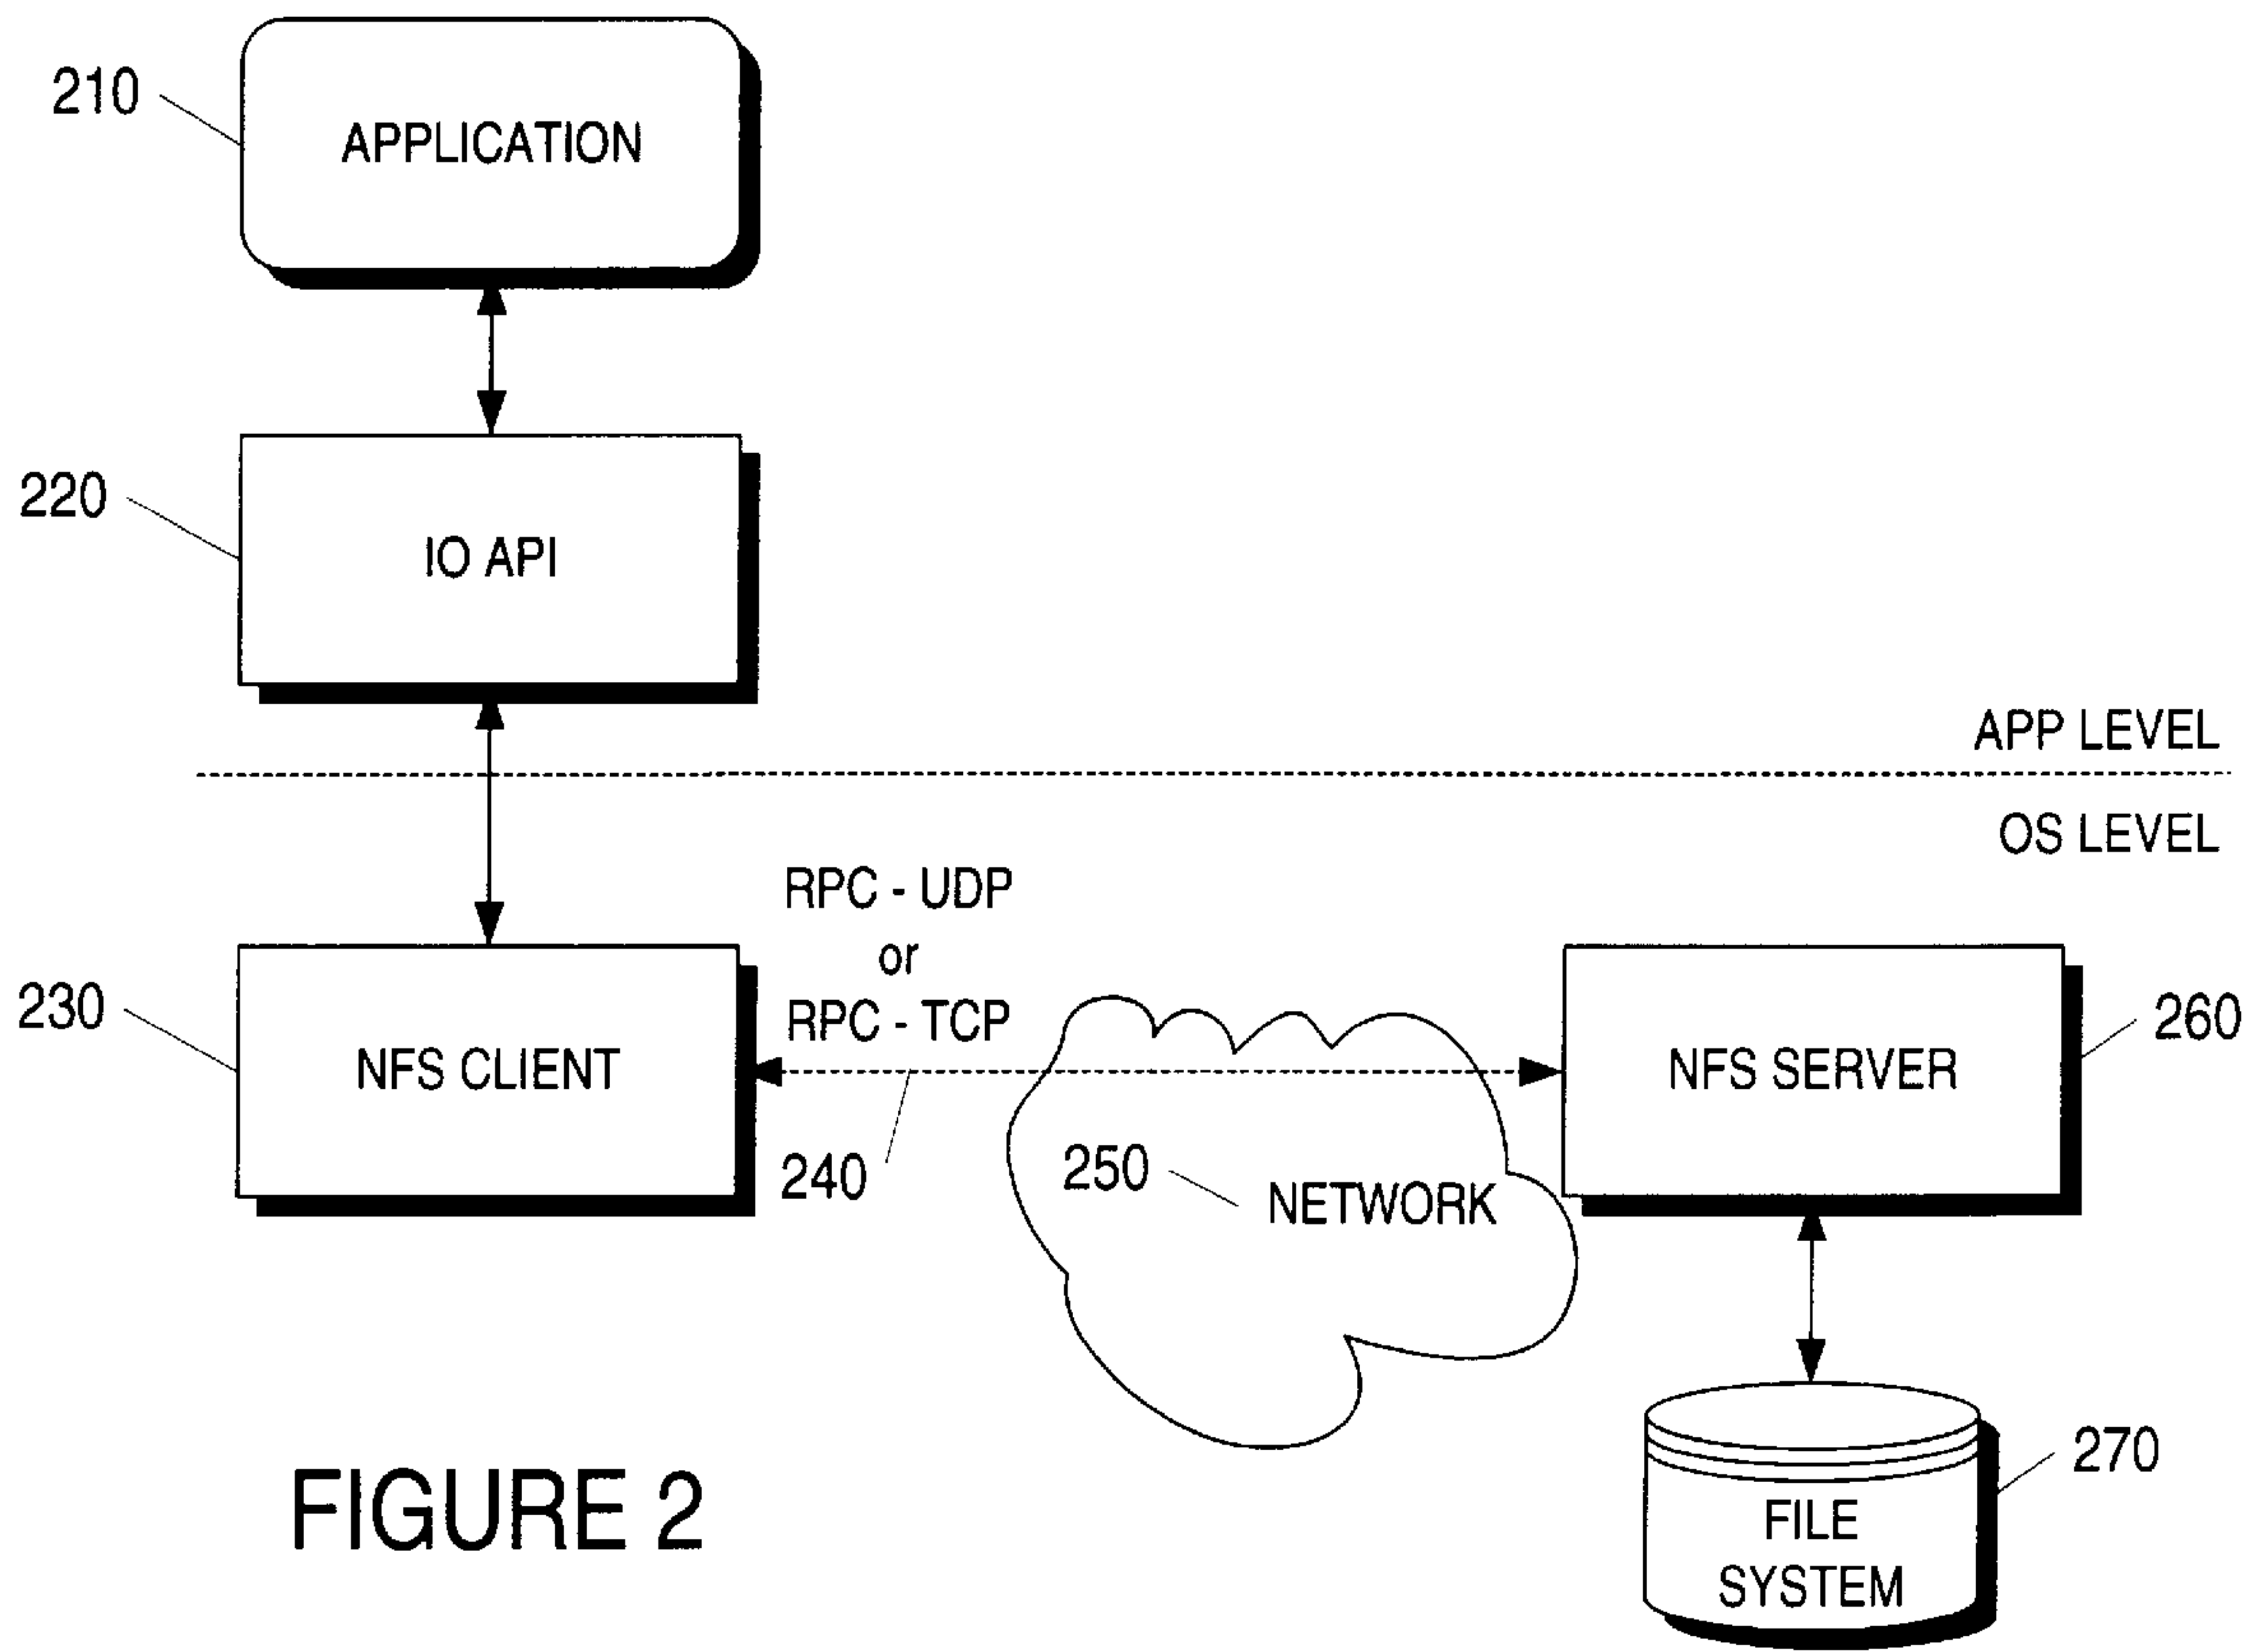 210
APPLICATION
220
IO API
APP LEVEL
OS LEVEL
RPC - UDP
or
RPC - TCP
230
NFS CLIENT
240
250
NETWORK
NFS SERVER
260
270
FILE
SYSTEM
FIGURE 2